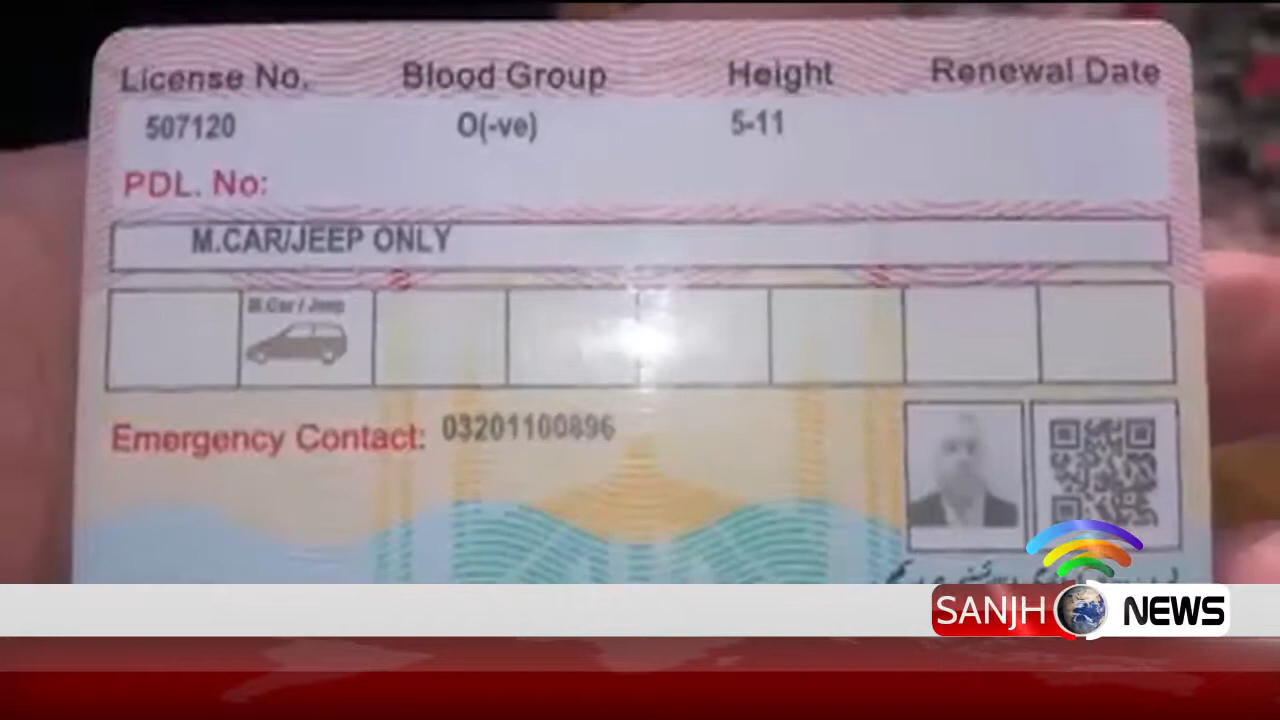 License No. Blood Group Height Renewal Date
507120 O(-ve) 5-11
PDL. No:
M.CAR/JEEP ONLY
M.Car / Jeep
Emergency Contact: 03201100896
SANJH NEWS